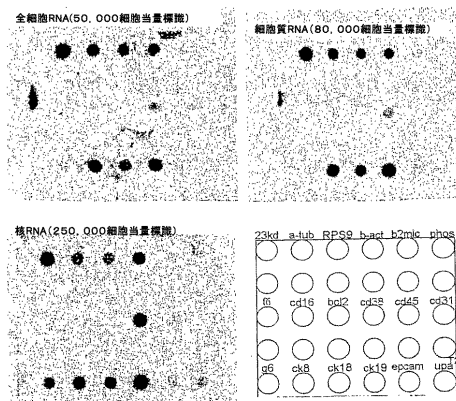 全細胞RNA(50,000細胞当量標識)
細胞質RNA(80,000細胞当量標識)
核RNA(250,000細胞当量標識)
23kd a-tub RPS9 b-act b2mic phos
f6 cd16 bcl2 cd38 cd45 cd31
g6 ck8 ck18 ck19 epcam upa